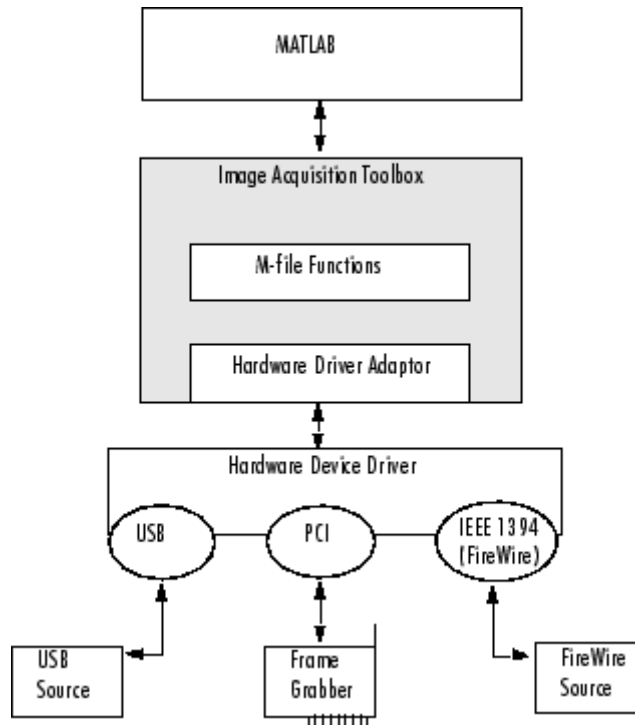 MATLAB
Image Acquisition Toolbox
M-file Functions
Hardware Driver Adaptor
Hardware Device Driver
USB
PCI
IEEE 1394
(FireWire)
USB
Source
Frame
Grabber
FireWire
Source